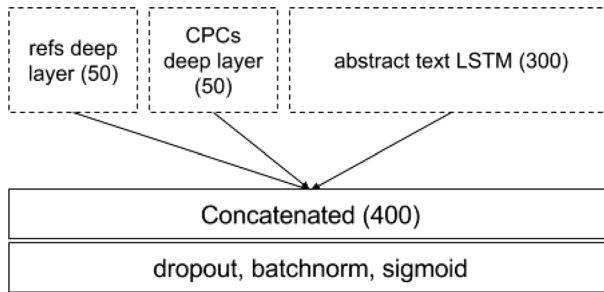 refs deep
layer (50)
CPCs
deep layer
(50)
abstract text LSTM (300)
Concatenated (400)
dropout, batchnorm, sigmoid